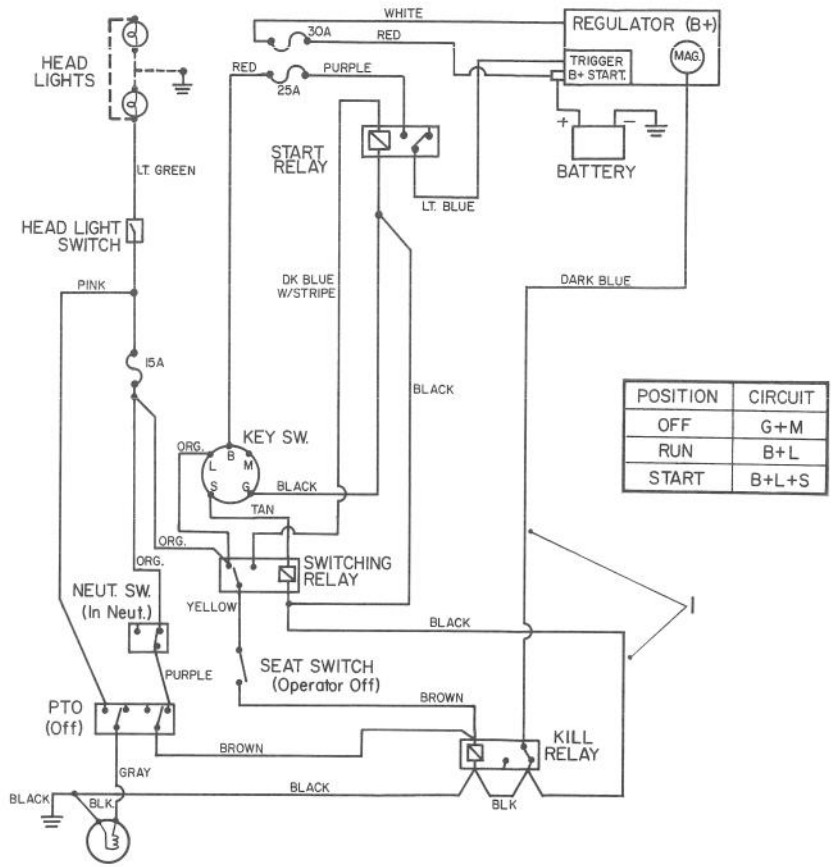 WHITE
REGULATOR (B+)
30A
RED
MAG.
HEAD
LIGHTS
TRIGGER
B+ START.
RED
PURPLE
25A
+
−
START
RELAY
BATTERY
LT. GREEN
LT. BLUE
HEAD LIGHT
SWITCH
PINK
DK BLUE
W/STRIPE
DARK BLUE
15A
BLACK
POSITION CIRCUIT
OFF G+M
RUN B+L
START B+L+S
KEY SW.
ORG.
B
L
M
S
G
BLACK
TAN
ORG.
ORG.
SWITCHING
RELAY
NEUT. SW.
(In Neut.)
YELLOW
BLACK
1
SEAT SWITCH
(Operator Off)
PURPLE
BROWN
PTO
(Off)
KILL
RELAY
BROWN
GRAY
BLACK
BLACK
BLK.
BLK